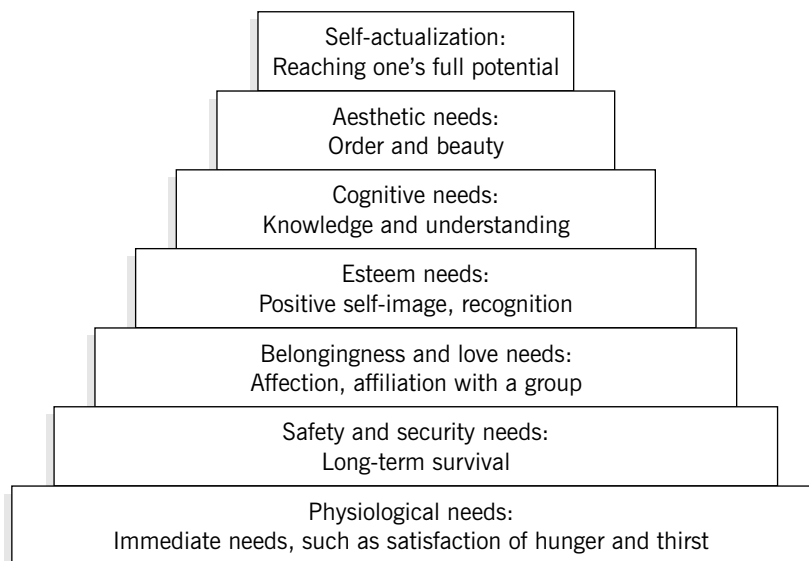 Self-actualization:
Reaching one’s full potential
Aesthetic needs:
Order and beauty
Cognitive needs:
Knowledge and understanding
Esteem needs:
Positive self-image, recognition
Belongingness and love needs:
Affection, affiliation with a group
Safety and security needs:
Long-term survival
Physiological needs:
Immediate needs, such as satisfaction of hunger and thirst